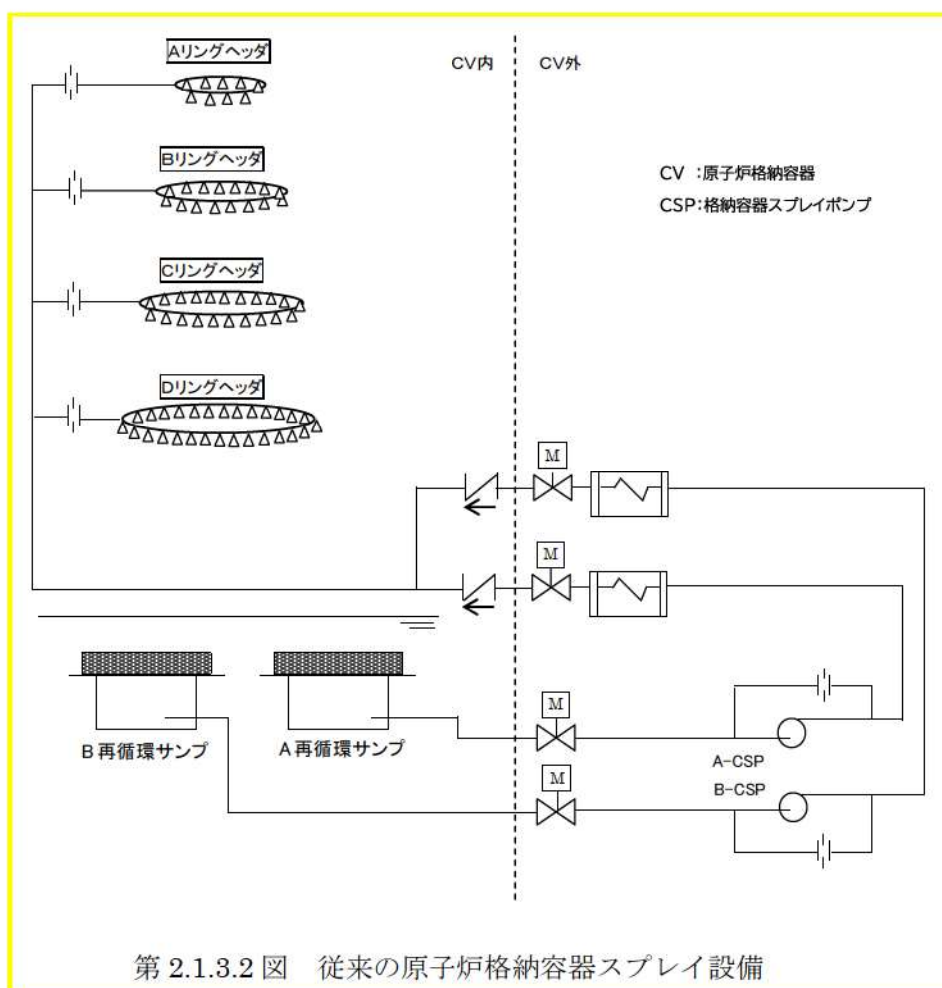 Aリングヘッダ
CV内
CV外
Bリングヘッダ
CV :原子炉格納容器
CSP:格納容器スプレイポンプ
Cリングヘッダ
Dリングヘッダ
M
M
M
B再循環サンプ
A再循環サンプ
A-CSP
M
B-CSP
第 2.1.3.2 図 従来の原子炉格納容器スプレイ設備